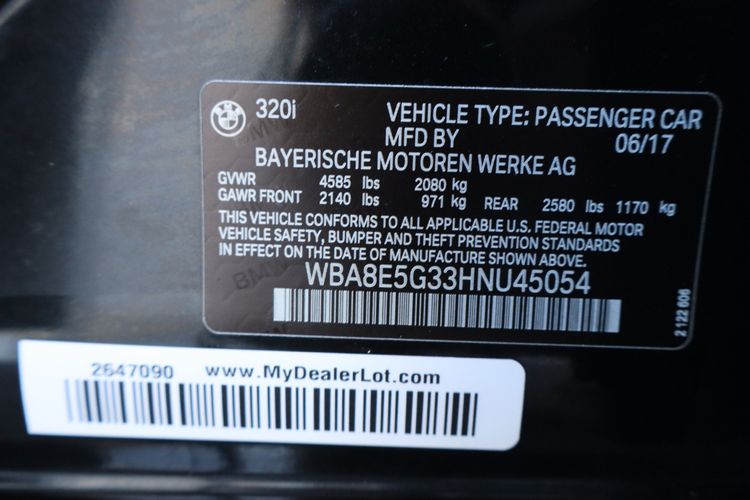 320i VEHICLE TYPE: PASSENGER CAR
MFD BY 06/17
BAYERISCHE MOTOREN WERKE AG
GVWR 4585 lbs 2080 kg
GAWR FRONT 2140 lbs 971 kg REAR 2580 lbs 1170 kg
THIS VEHICLE CONFORMS TO ALL APPLICABLE U.S. FEDERAL MOTOR
VEHICLE SAFETY, BUMPER AND THEFT PREVENTION STANDARDS
IN EFFECT ON THE DATE OF MANUFACTURE SHOWN ABOVE.
WBA8E5G33HNU45054
2 122 606
2647090 www.MyDealerLot.com